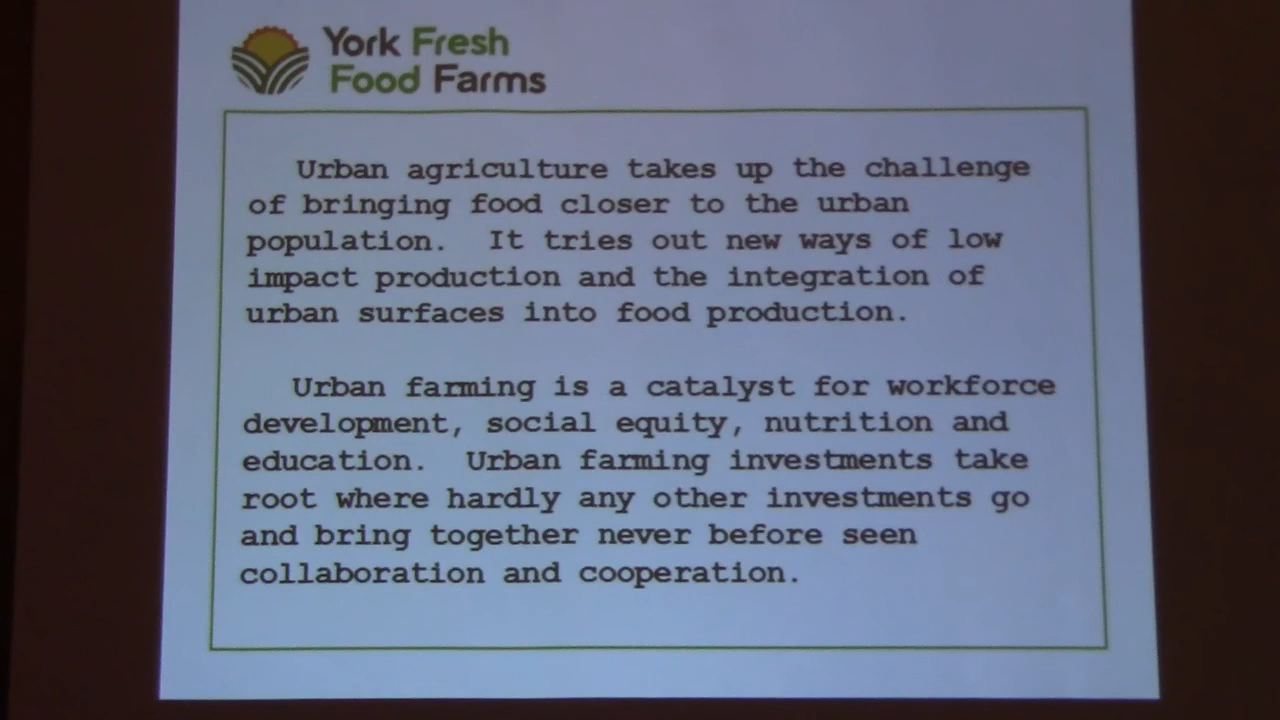 York Fresh
Food Farms
Urban agriculture takes up the challenge
of bringing food closer to the urban
population. It tries out new ways of low
impact production and the integration of
urban surfaces into food production.
Urban farming is a catalyst for workforce
development, social equity, nutrition and
education. Urban farming investments take
root where hardly any other investments go
and bring together never before seen
collaboration and cooperation.